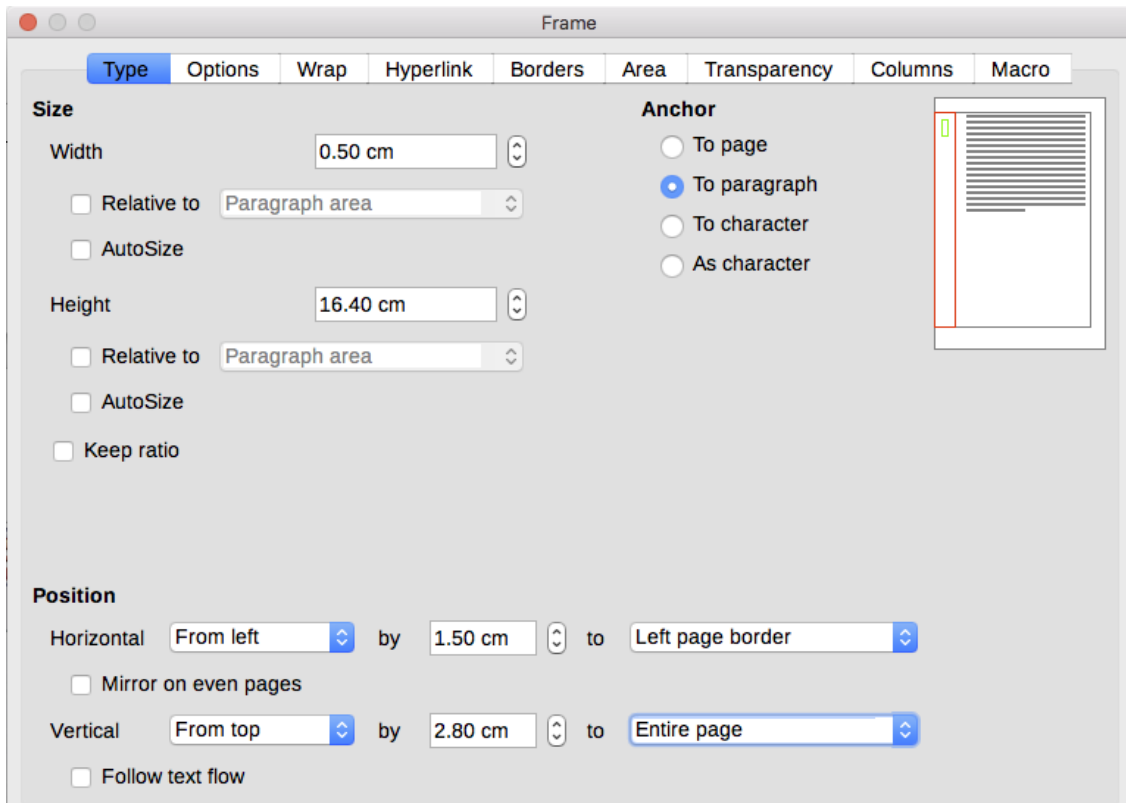 Frame
Type Options Wrap Hyperlink Borders Area Transparency Columns Macro
Size
Width 0.50 cm
Relative to Paragraph area
AutoSize
Height 16.40 cm
Relative to Paragraph area
AutoSize
Keep ratio
Anchor
To page
To paragraph
To character
As character
Position
Horizontal From left by 1.50 cm to Left page border
Mirror on even pages
Vertical From top by 2.80 cm to Entire page
Follow text flow